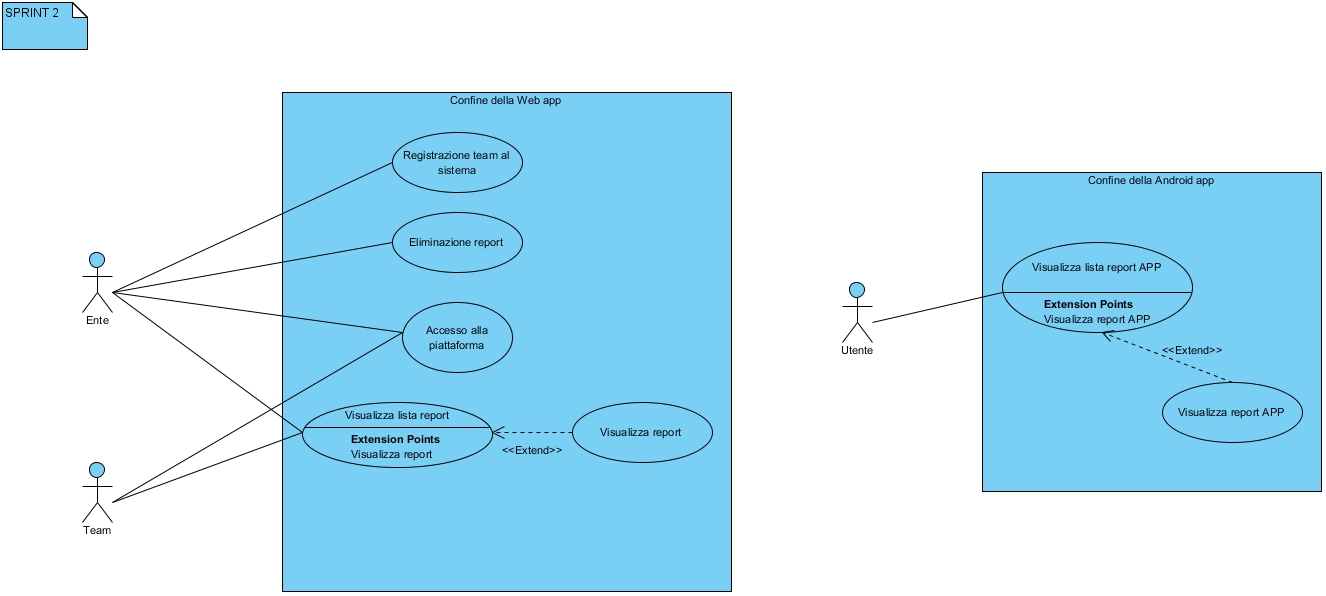 SPRINT 2
Confine della Web app
Registrazione team al
sistema
Eliminazione report
Ente
Accesso alla
piattaforma
Visualizza lista report
Extension Points
Visualizza report
<<Extend>>
Visualizza report
Team
Confine della Android app
Visualizza lista report APP
Extension Points
Visualizza report APP
Utente
<<Extend>>
Visualizza report APP